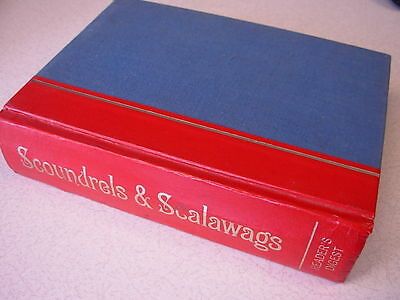 Scoundrels & Scalawags
READER'S
DIGEST